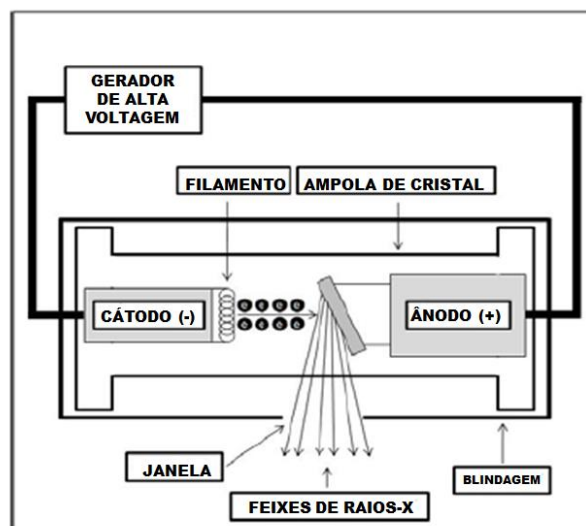 GERADOR
DE ALTA
VOLTAGEM
FILAMENTO
AMPOLA DE CRISTAL
CÁTODO (-)
ÂNODO (+)
JANELA
BLINDAGEM
FEIXES DE RAIOS-X